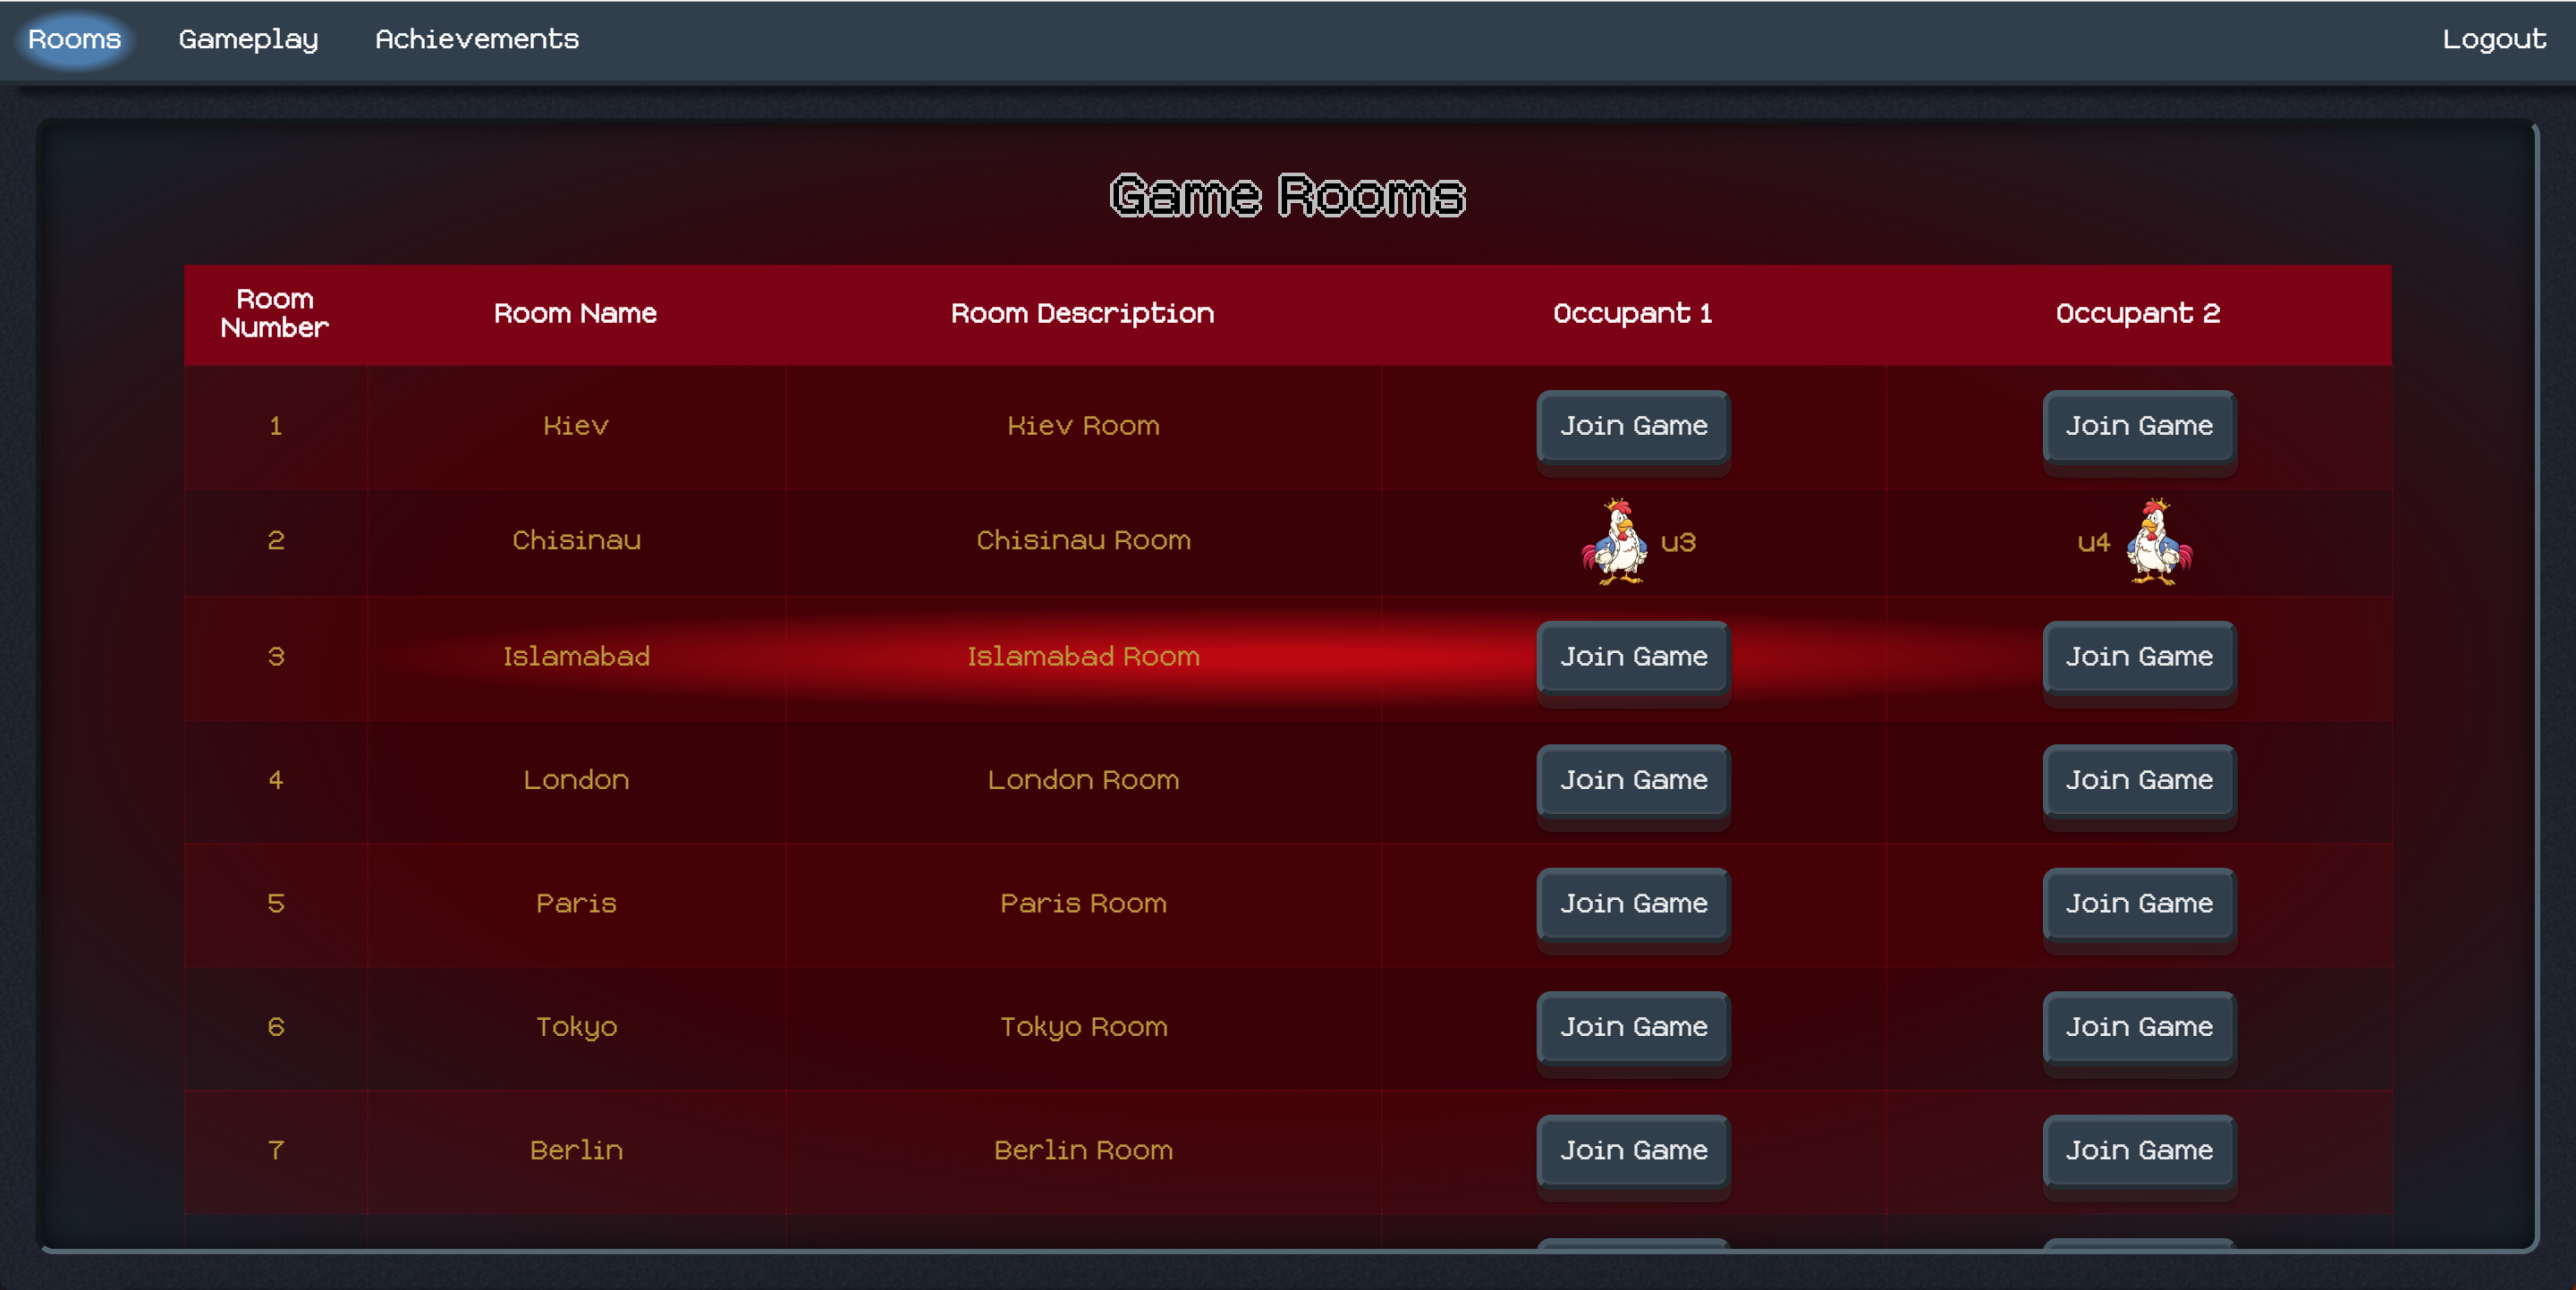 Rooms Gameplay Achievements Logout
Game Rooms
Room Number Room Name Room Description Occupant 1 Occupant 2
1 Kiev Kiev Room Join Game Join Game
2 Chisinau Chisinau Room u3 u4
3 Islamabad Islamabad Room Join Game Join Game
4 London London Room Join Game Join Game
5 Paris Paris Room Join Game Join Game
6 Tokyo Tokyo Room Join Game Join Game
7 Berlin Berlin Room Join Game Join Game